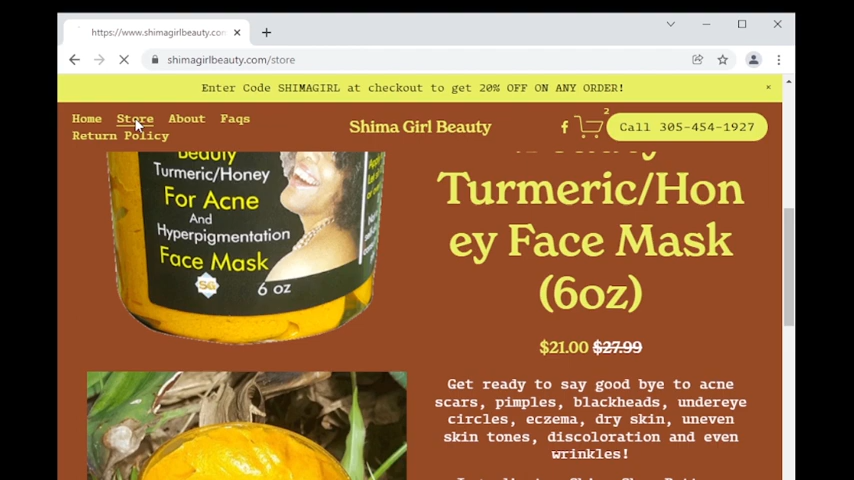 https://www.shimagirlbeauty.co
shimagirlbeauty.com/store
Enter Code SHIMAGIRL at checkout to get 20% OFF ON ANY ORDER!
Home Store About Faqs
Return Policy
Shima Girl Beauty
2
Call 305-454-1927
Beauty
Turmeric/Honey
For Acne
And
Hyperpigmentation
Face Mask
SG
6 oz
Turmeric/Hon
ey Face Mask
(6oz)
$21.00 $27.99
Get ready to say good bye to acne
scars, pimples, blackheads, undereye
circles, eczema, dry skin, uneven
skin tones, discoloration and even
wrinkles!